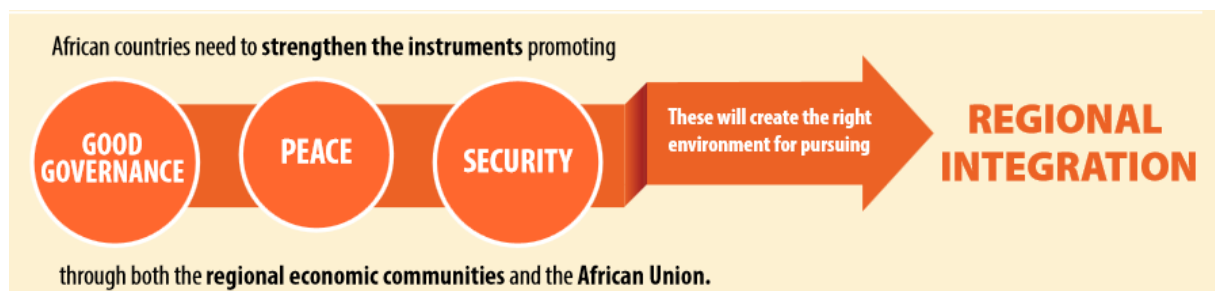 African countries need to strengthen the instruments promoting
GOOD
GOVERNANCE
PEACE
SECURITY
These will create the right
environment for pursuing
REGIONAL
INTEGRATION
through both the regional economic communities and the African Union.